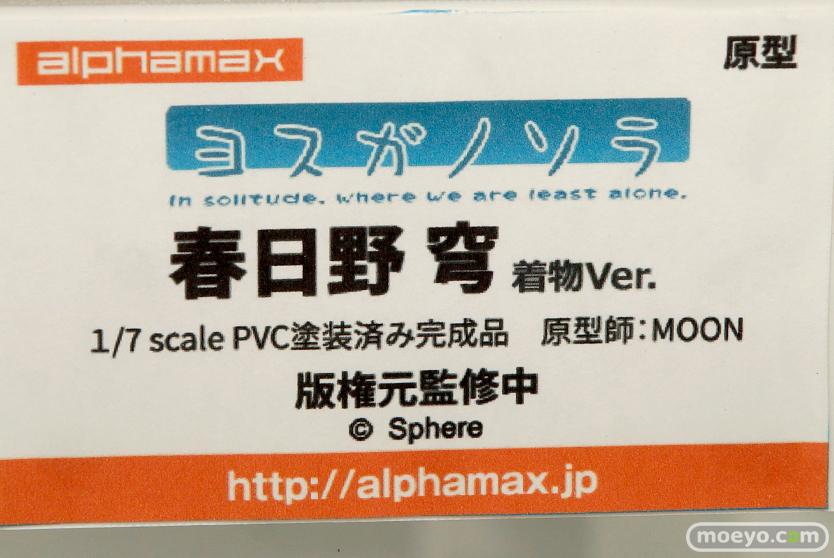 alphamax
原型
ヨスガノソラ
In solitude, where we are least alone.
春日野 穹 着物Ver.
1/7 scale PVC塗装済み完成品 原型師：MOON
版権元監修中
© Sphere
http://alphamax.jp
moeyo.com